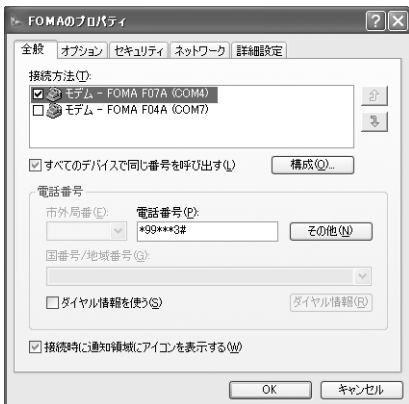 FOMAのプロパティ
全般 オプション セキュリティ ネットワーク 詳細設定
接続方法(T):
モデム - FOMA F07A (COM4)
モデム - FOMA F04A (COM7)
すべてのデバイスで同じ番号を呼び出す(L) 構成(O)...
電話番号
市外局番(E): 電話番号(P):
*99***3# その他(N)
国番号/地域番号(G):
ダイヤル情報を使う(S) ダイヤル情報(R)
接続時に通知領域にアイコンを表示する(W)
OK キャンセル